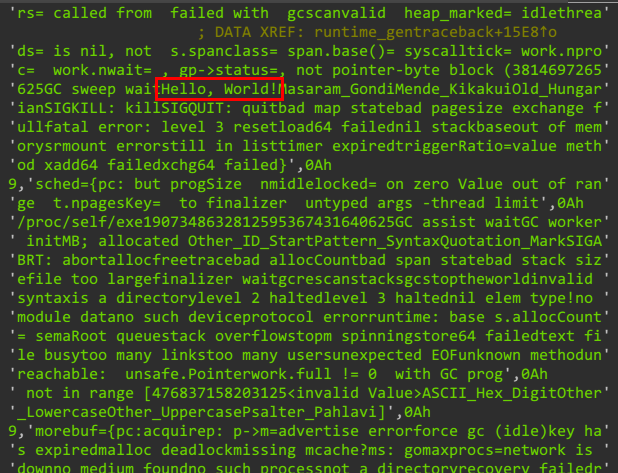 'rs= called from  failed with  gcscanvalid  heap_marked= idlethrea'
; DATA XREF: runtime_gentraceback+15E8↑o
'ds= is nil, not  s.spanclass= span.base()= syscalltick= work.npro'
'c=  work.nwait= , gp->status=, not pointer-byte block (3814697265'
'625GC sweep waitHello, World!Masaram_GondiMende_KikakuiOld_Hungar'
'ianSIGKILL: killSIGQUIT: quitbad map statebad pagesize exchange f'
'ullfatal error: level 3 resetload64 failednil stackbaseout of mem'
'orysrmount errorstill in listtimer expiredtriggerRatio=value meth'
'od xadd64 failedxchg64 failed}',0Ah
9,'sched={pc: but progSize  nmidlelocked= on zero Value out of ran'
'ge  t.npagesKey=  to finalizer  untyped args -thread limit',0Ah
'/proc/self/exe19073486328125953674316406​25GC assist waitGC worker'
' initMB; allocated Other_ID_StartPattern_SyntaxQuotation_MarkSIGA'
'BRT: abortallocfreetracebad allocCountbad span statebad stack siz'
'efile too largefinalizer waitgcrescanstacksgcstoptheworldinvalid '
'syntaxis a directorylevel 2 haltedlevel 3 haltednil elem type!no '
'module datano such deviceprotocol errorruntime: base s.allocCount'
'= semaRoot queuestack overflowstopm spinningstore64 failedtext fi'
'le busytoo many linkstoo many usersunexpected EOFunknown methodun'
'reachable:  unsafe.Pointerwork.full != 0  with GC prog',0Ah
' not in range [476837158203125<invalid Value>ASCII_Hex_DigitOther'
'_LowercaseOther_UppercasePsalter_Pahlavi]',0Ah
9,'morebuf={pc:acquirep: p->m=advertise errorforce gc (idle)key ha'
's expiredmalloc deadlockmissing mcache?ms: gomaxprocs=network is '
'downno medium foundno such processnot a directoryrecovery failedr'